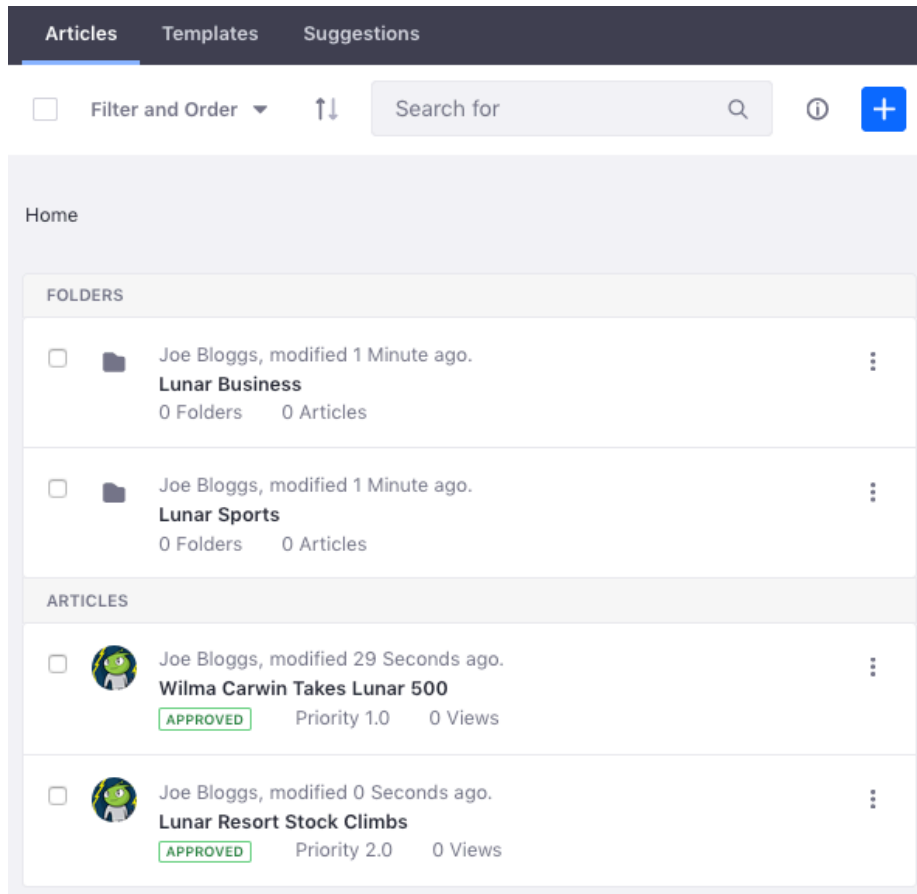 Articles Templates Suggestions
Filter and Order Search for
Home
FOLDERS
Joe Bloggs, modified 1 Minute ago.
Lunar Business
0 Folders 0 Articles
Joe Bloggs, modified 1 Minute ago.
Lunar Sports
0 Folders 0 Articles
ARTICLES
Joe Bloggs, modified 29 Seconds ago.
Wilma Carwin Takes Lunar 500
APPROVED Priority 1.0 0 Views
Joe Bloggs, modified 0 Seconds ago.
Lunar Resort Stock Climbs
APPROVED Priority 2.0 0 Views